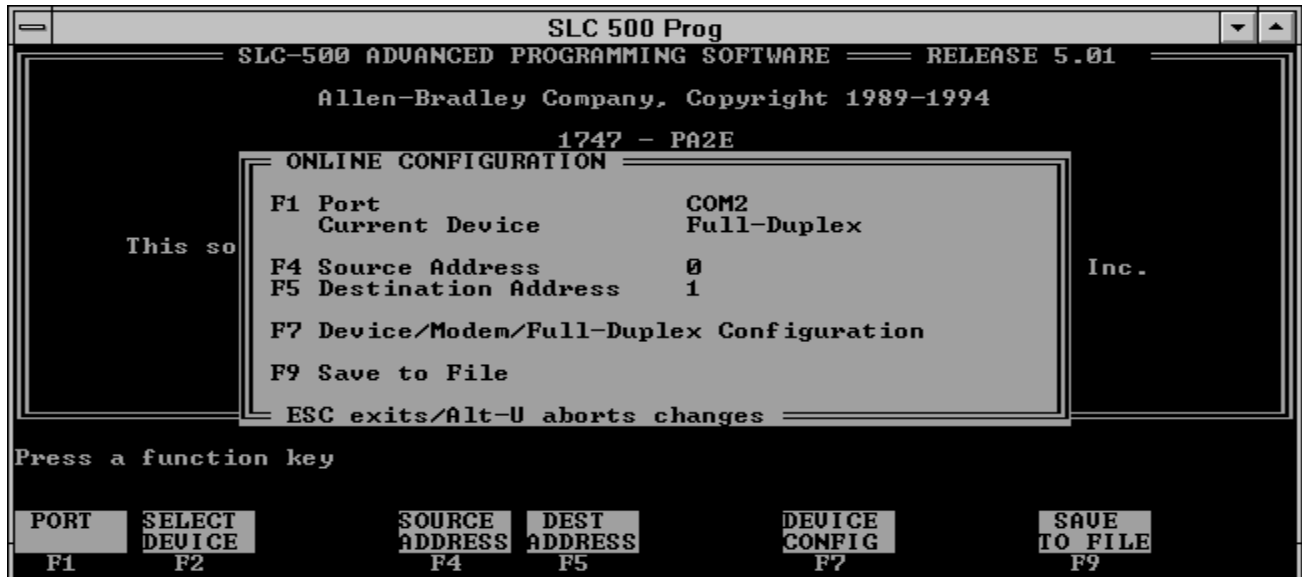 SLC 500 Prog
SLC-500 ADVANCED PROGRAMMING SOFTWARE RELEASE 5.01
Allen-Bradley Company, Copyright 1989-1994
1747 - PA2E
ONLINE CONFIGURATION
F1 Port COM2
Current Device Full-Duplex
This so Inc.
F4 Source Address 0
F5 Destination Address 1
F7 Device/Modem/Full-Duplex Configuration
F9 Save to File
ESC exits/Alt-U aborts changes
Press a function key
PORT SELECT SOURCE DEST DEVICE SAVE
DEVICE ADDRESS ADDRESS CONFIG TO FILE
F1 F2 F4 F5 F7 F9